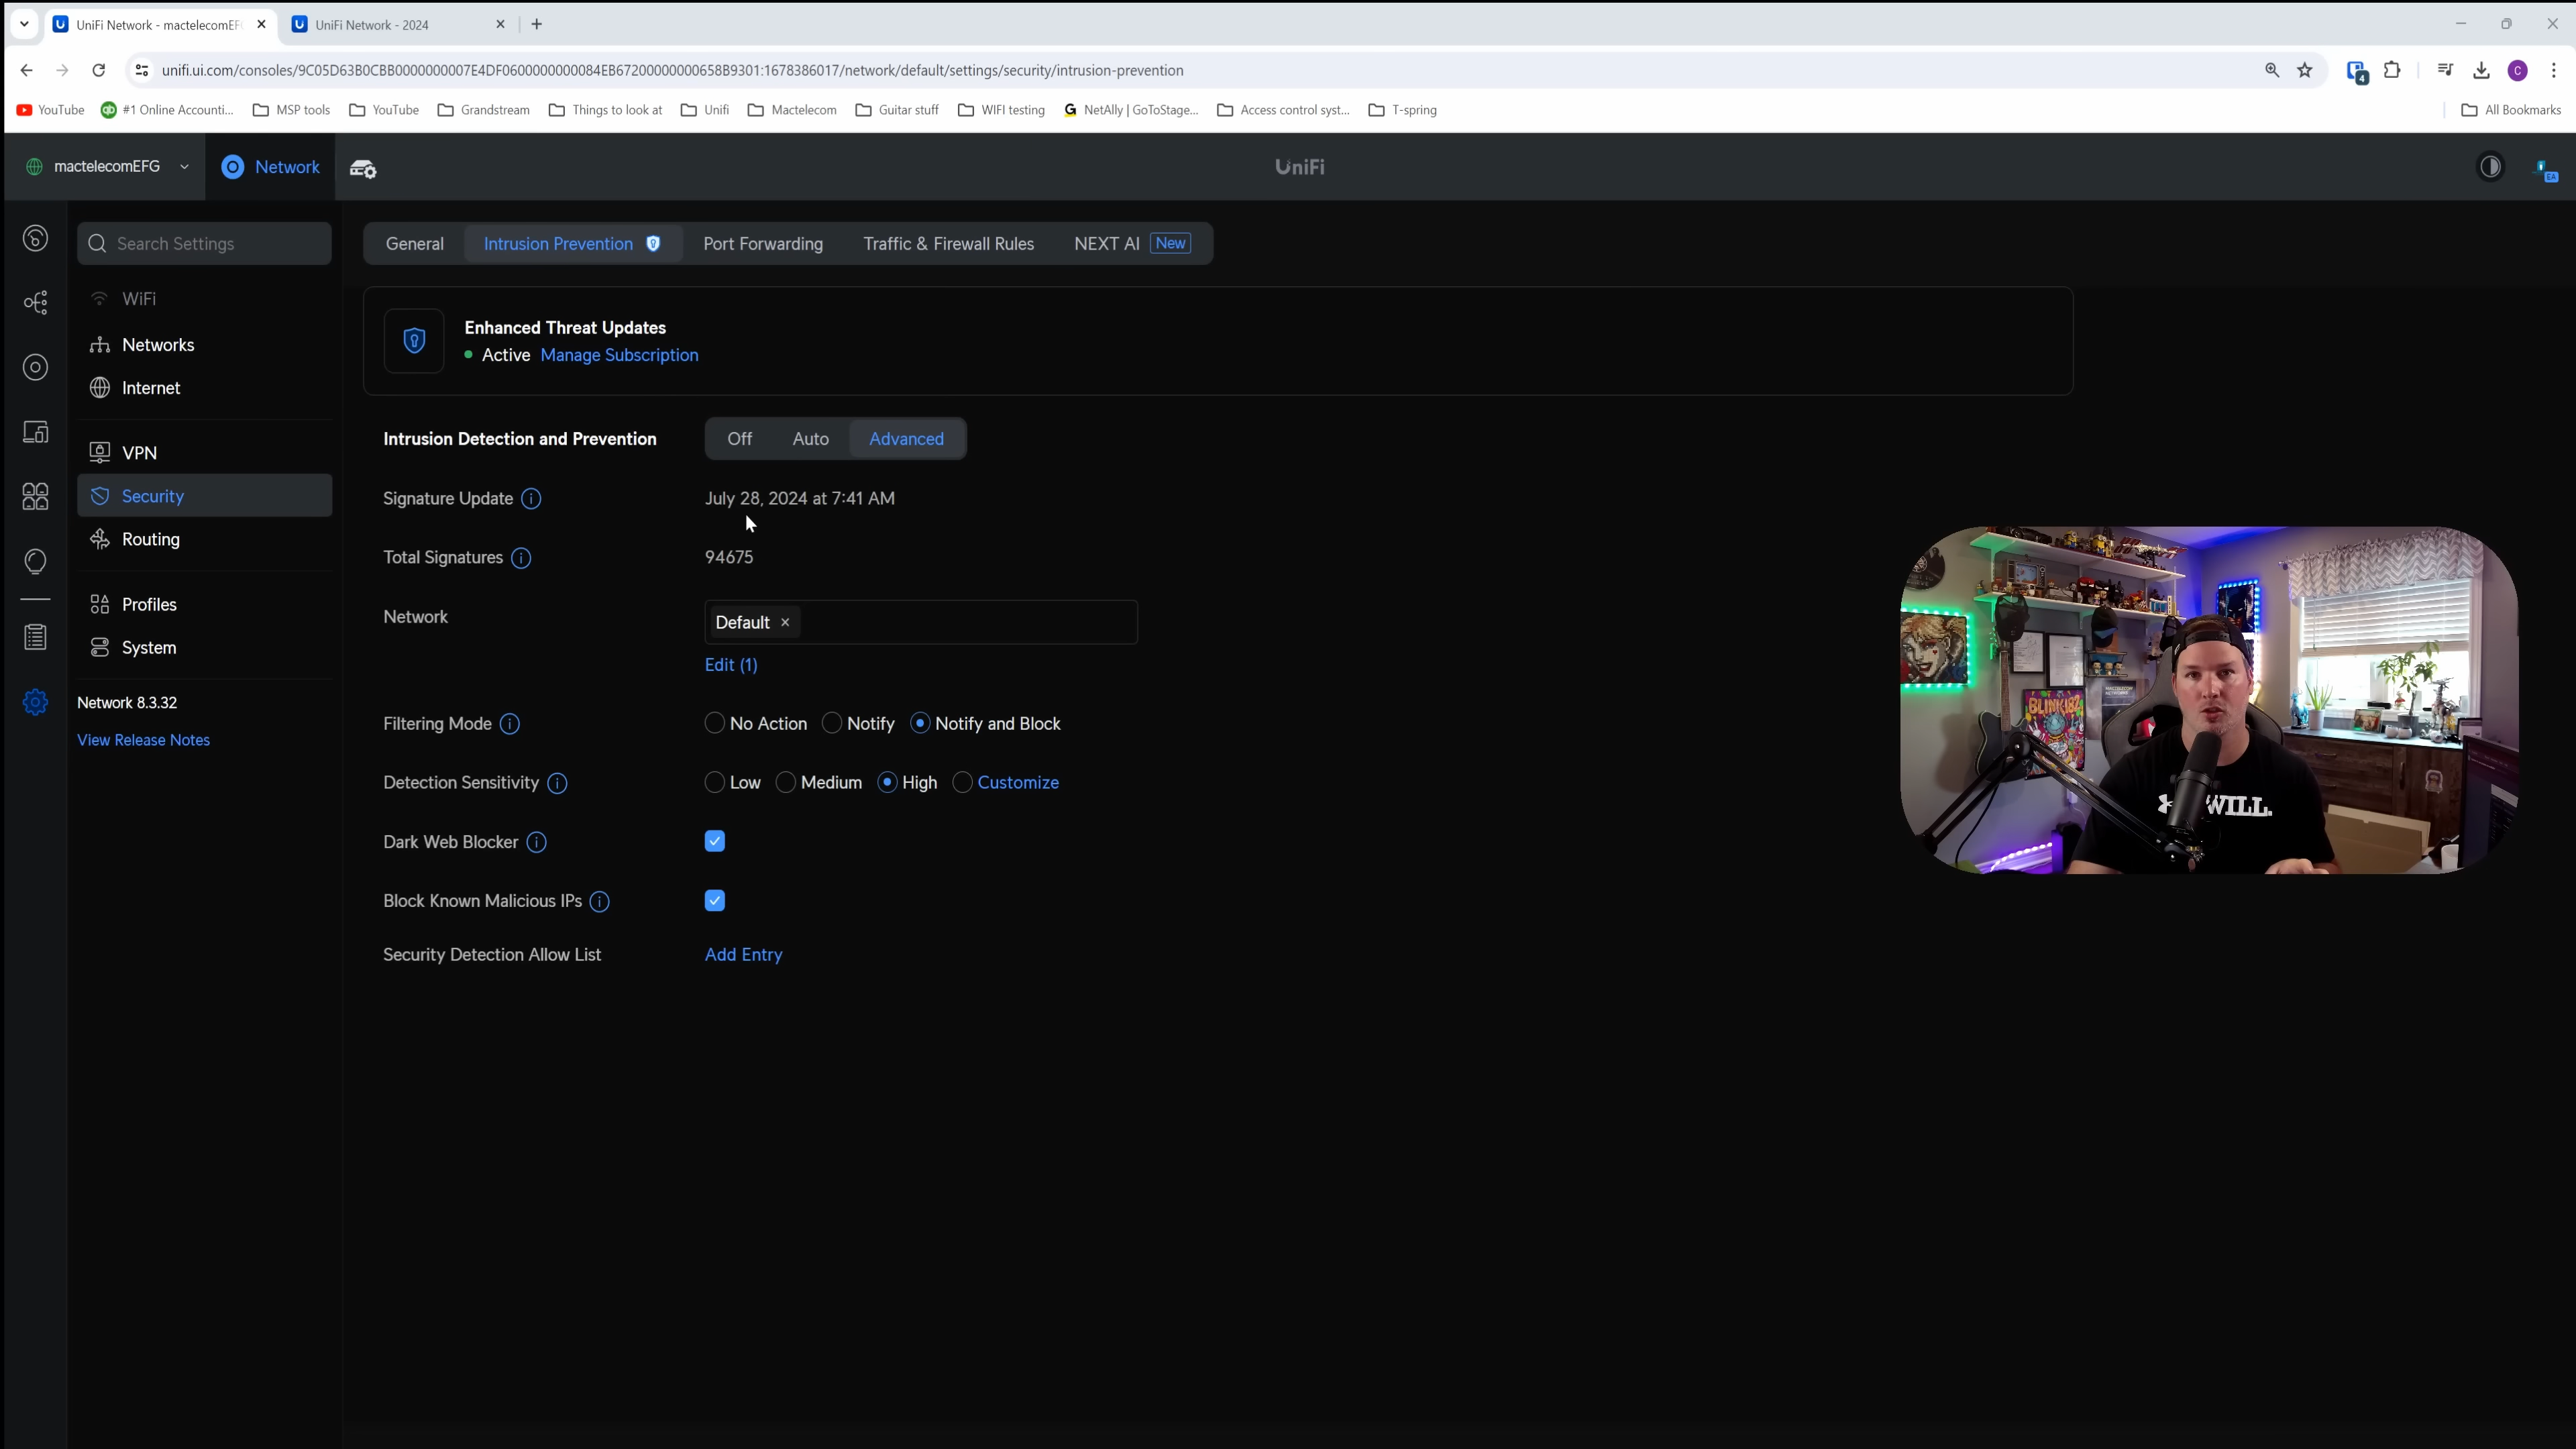 UniFi Network - mactelecomEF
UniFi Network - 2024
unifi.ui.com/consoles/9C05D63B0CBB0000000007E4DF0600000000084EB67200000000658B9301:1678386017/network/default/settings/security/intrusion-prevention
4
C
YouTube
#1 Online Accounti...
MSP tools
YouTube
Grandstream
Things to look at
Unifi
Mactelecom
Guitar stuff
WIFI testing
NetAlly | GoToStage...
Access control syst...
T-spring
All Bookmarks
mactelecomEFG
Network
UniFi
EA
Search Settings
WiFi
Networks
Internet
VPN
Security
Routing
Profiles
System
Network 8.3.32
View Release Notes
General
Intrusion Prevention
Port Forwarding
Traffic & Firewall Rules
NEXT AI New
Enhanced Threat Updates
Active Manage Subscription
Intrusion Detection and Prevention
Off Auto Advanced
Signature Update
July 28, 2024 at 7:41 AM
Total Signatures
94675
Network
Default
Edit (1)
Filtering Mode
No Action Notify Notify and Block
Detection Sensitivity
Low Medium High Customize
Dark Web Blocker
Block Known Malicious IPs
Security Detection Allow List
Add Entry
BLINK182
WILL.